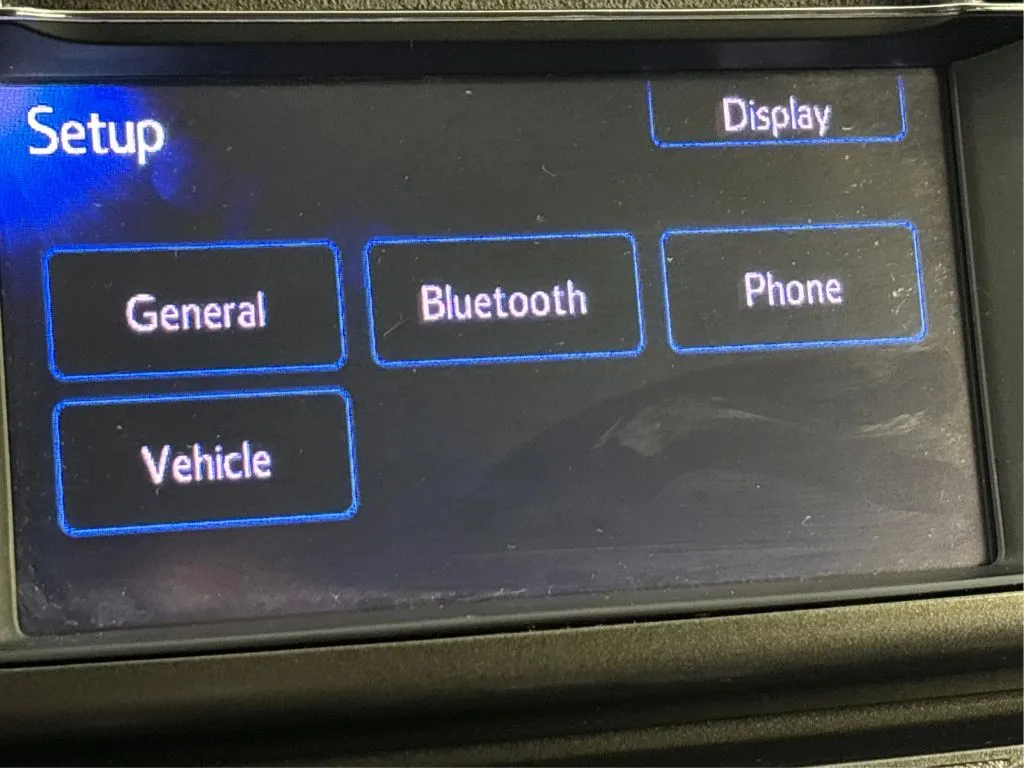 Setup
Display
General
Bluetooth
Phone
Vehicle